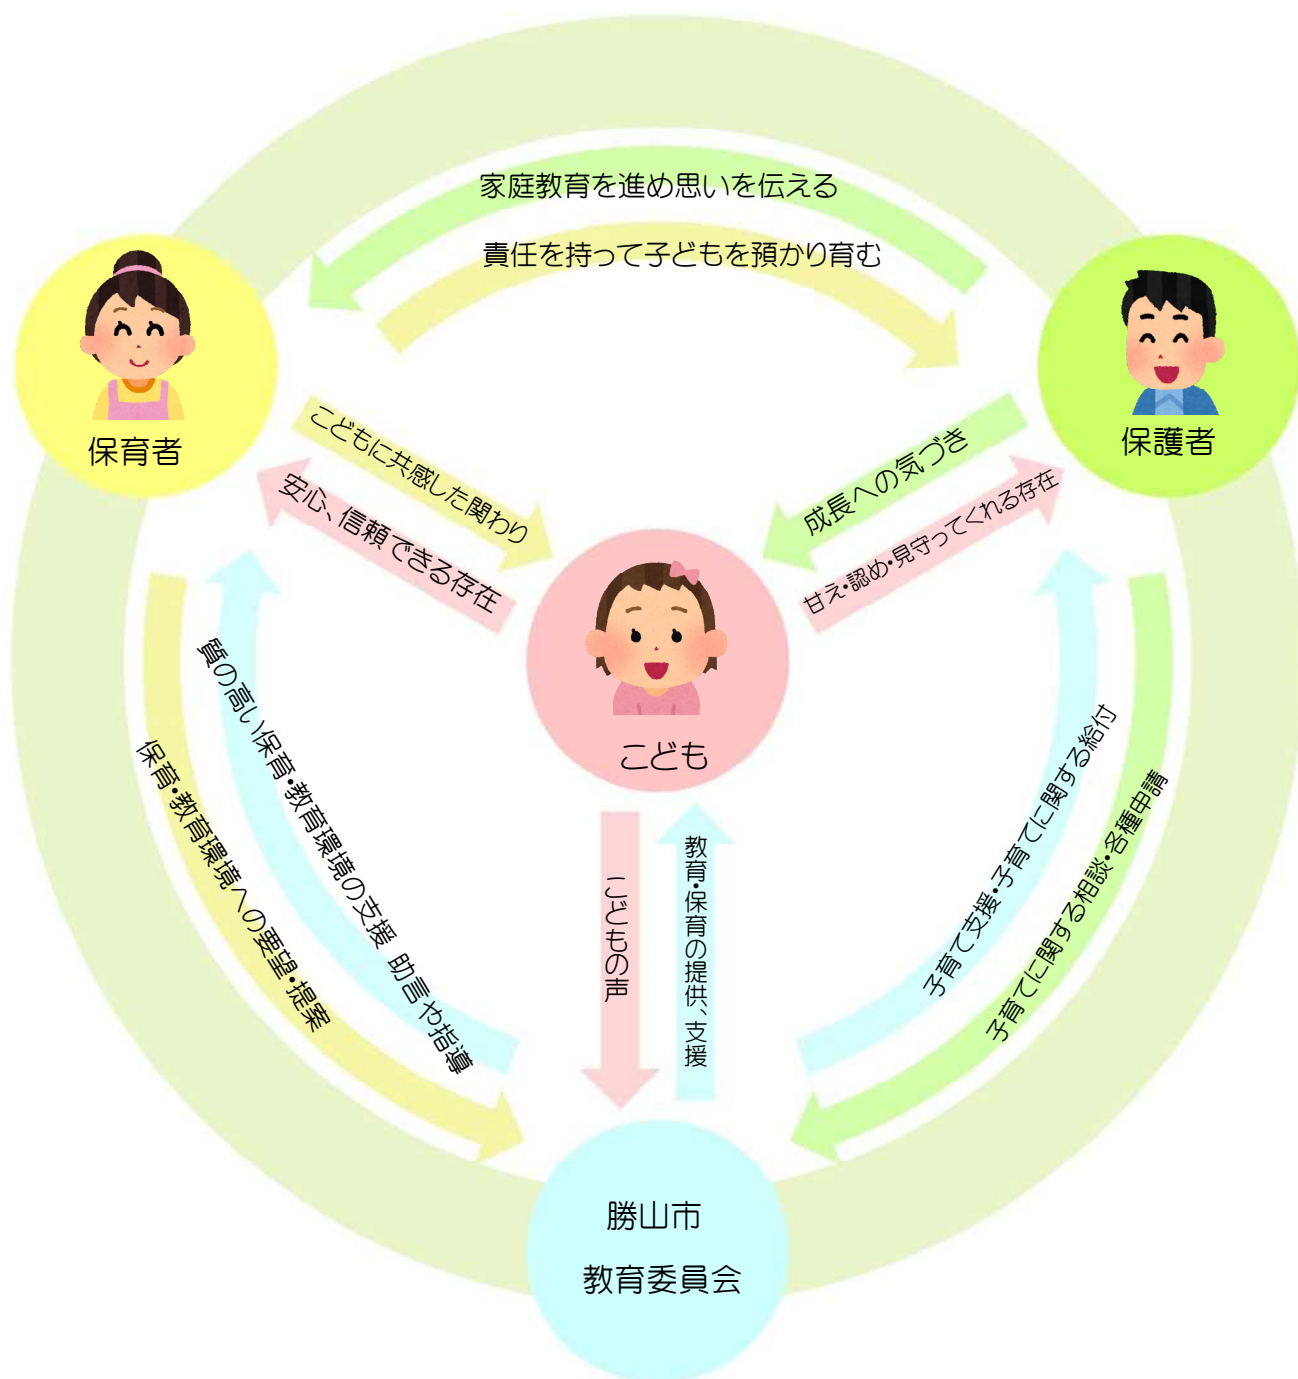 家庭教育を進め思いを伝える
責任を持って子どもを預かり育む
保育者
保護者
こどもに共感した関わり
安心、信頼できる存在
成長への気づき
甘え・認め・見守ってくれる存在
こども
質の高い保育・教育環境の支援 助言や指導
保育・教育環境への要望・提案
こどもの声
教育・保育の提供、支援
子育て支援・子育てに関する給付
子育てに関する相談・各種申請
勝山市
教育委員会